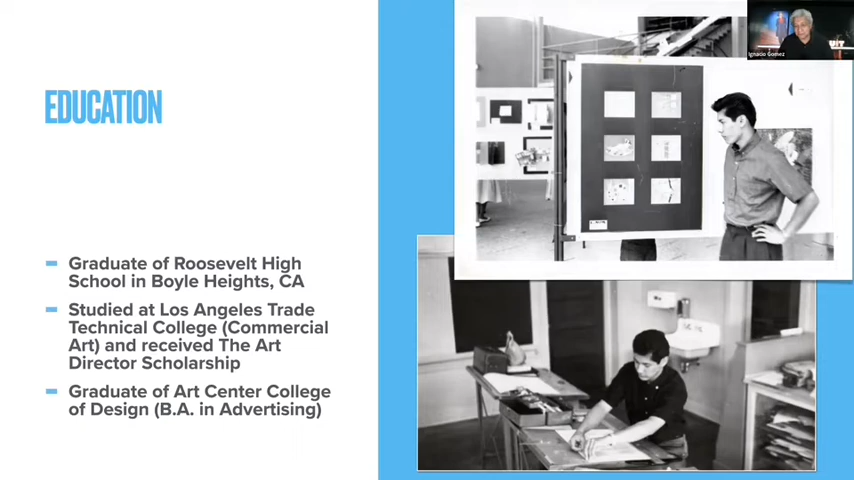 Ignacio Gomez
UIT
EDUCATION
Graduate of Roosevelt High
School in Boyle Heights, CA
Studied at Los Angeles Trade
Technical College (Commercial
Art) and received The Art
Director Scholarship
Graduate of Art Center College
of Design (B.A. in Advertising)